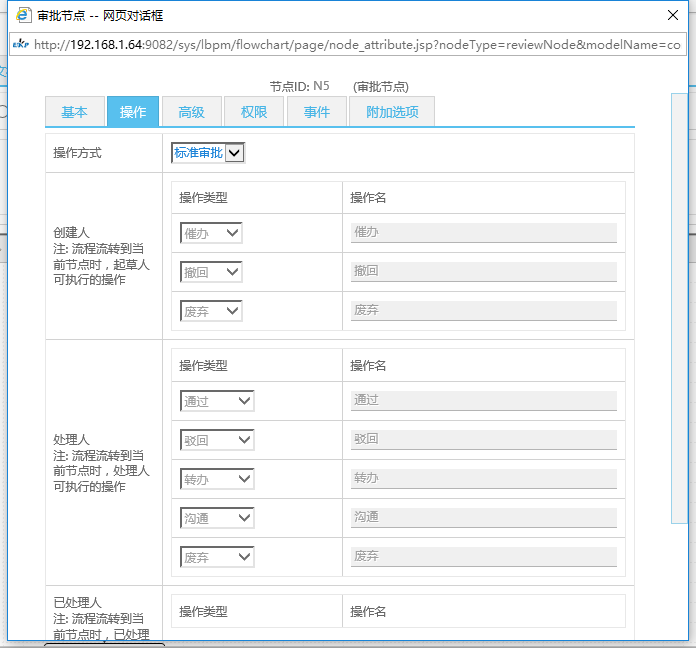 审批节点 -- 网页对话框
EKP http://192.168.1.64:9082/sys/lbpm/flowchart/page/node_attribute.jsp?nodeType=reviewNode&modelName=co
节点ID: N5 (审批节点)
基本 操作 高级 权限 事件 附加选项
操作方式 标准审批
操作类型 操作名
创建人
注: 流程流转到当
前节点时，起草人
可执行的操作
催办 催办
撤回 撤回
废弃 废弃
操作类型 操作名
处理人
注: 流程流转到当
前节点时，处理人
可执行的操作
通过 通过
驳回 驳回
转办 转办
沟通 沟通
废弃 废弃
已处理人
注: 流程流转到当
前节点时，已处理
操作类型 操作名